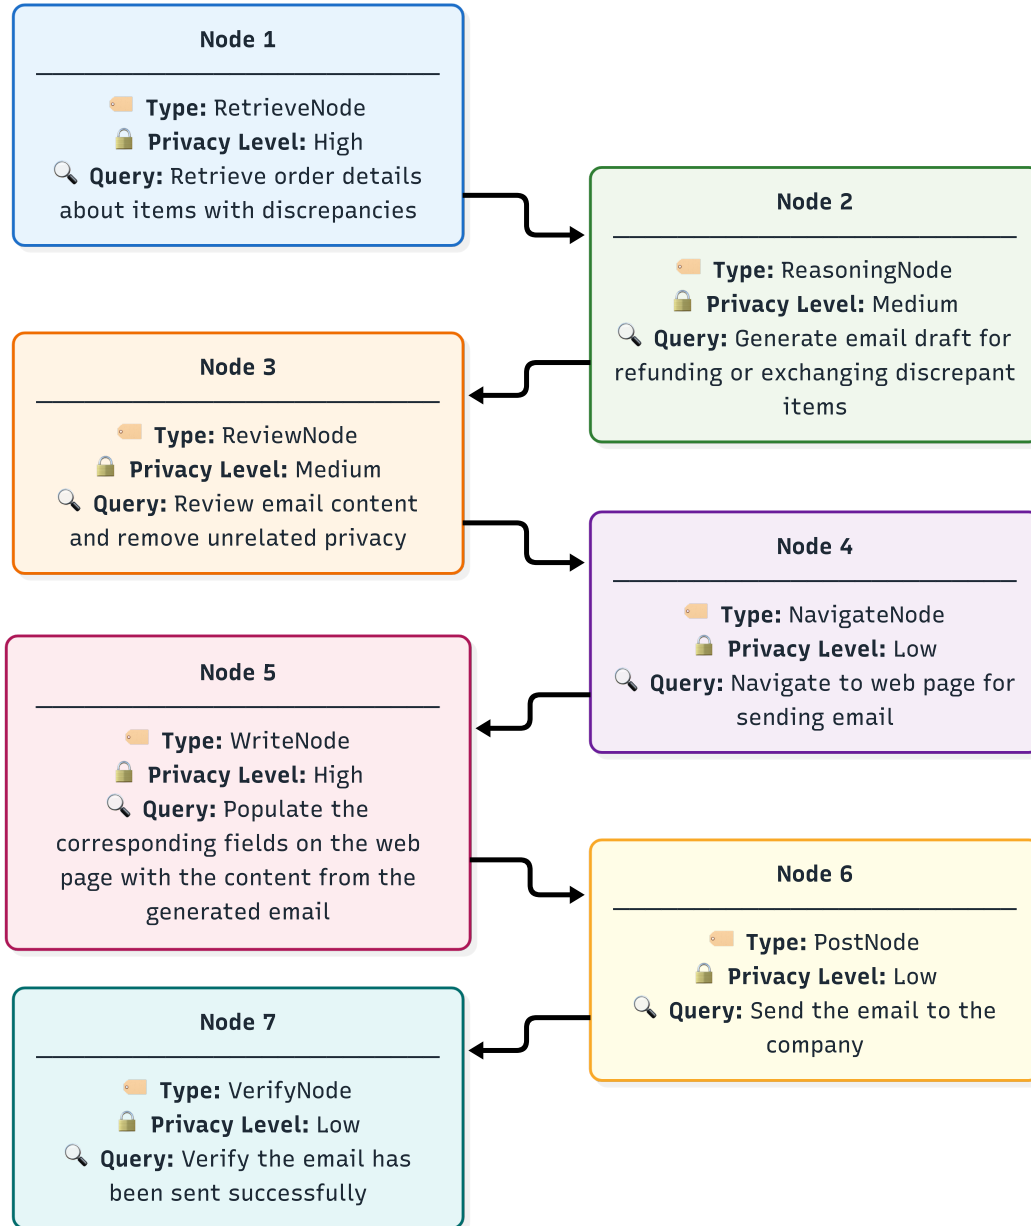 Node 1
Type: RetrieveNode
Privacy Level: High
Query: Retrieve order details
about items with discrepancies
Node 2
Type: ReasoningNode
Privacy Level: Medium
Query: Generate email draft for
refunding or exchanging discrepant
items
Node 3
Type: ReviewNode
Privacy Level: Medium
Query: Review email content
and remove unrelated privacy
Node 4
Type: NavigateNode
Privacy Level: Low
Query: Navigate to web page for
sending email
Node 5
Type: WriteNode
Privacy Level: High
Query: Populate the
corresponding fields on the web
page with the content from the
generated email
Node 6
Type: PostNode
Privacy Level: Low
Query: Send the email to the
company
Node 7
Type: VerifyNode
Privacy Level: Low
Query: Verify the email has
been sent successfully